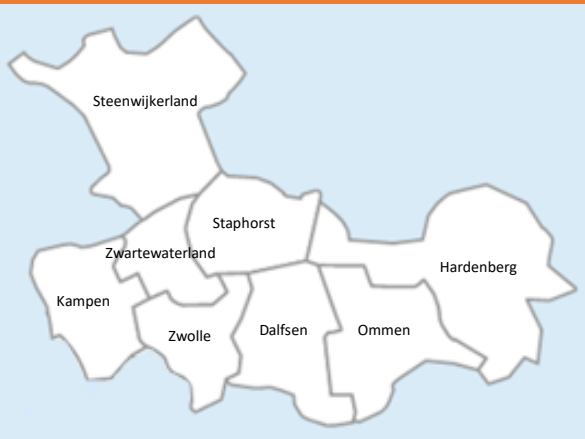 Steenwijkerland
Staphorst
Zwartewaterland
Hardenberg
Kampen
Zwolle
Dalfsen
Ommen